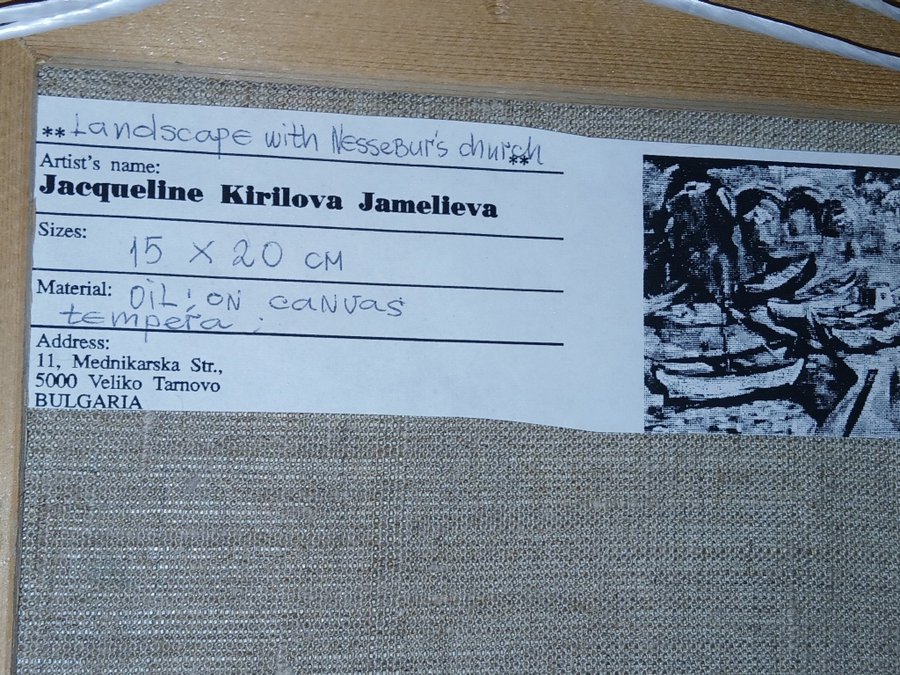 ** Landscape with Nessebur's church **
Artist's name:
Jacqueline Kirilova Jamelieva
Sizes:
15 x 20 cm
Material: oil; on canvas
tempera;
Address:
11, Mednikarska Str.,
5000 Veliko Tarnovo
BULGARIA